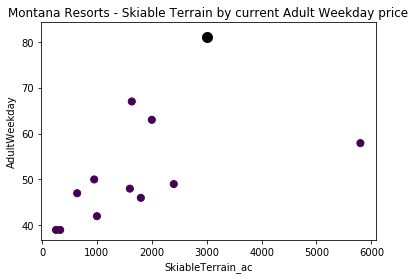 Montana Resorts - Skiable Terrain by current Adult Weekday price
80
70
60
50
40
AdultWeekday
0 1000 2000 3000 4000 5000 6000
SkiableTerrain_ac